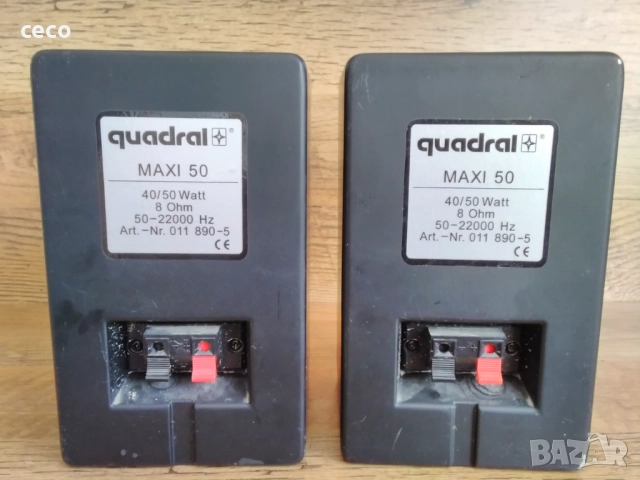 ceco
quadral®
MAXI 50
40/50 Watt
8 Ohm
50-22000 Hz
Art.-Nr. 011 890-5
CE
quadral®
MAXI 50
40/50 Watt
8 Ohm
50-22000 Hz
Art.-Nr. 011 890-5
CE
+
BAZAR